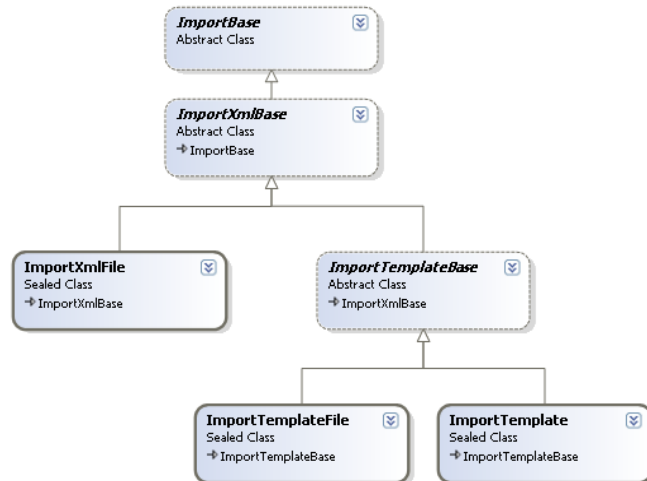 ImportBase
Abstract Class
ImportXmlBase
Abstract Class
ImportBase
ImportXmlFile
Sealed Class
ImportXmlBase
ImportTemplateBase
Abstract Class
ImportXmlBase
ImportTemplateFile
Sealed Class
ImportTemplateBase
ImportTemplate
Sealed Class
ImportTemplateBase